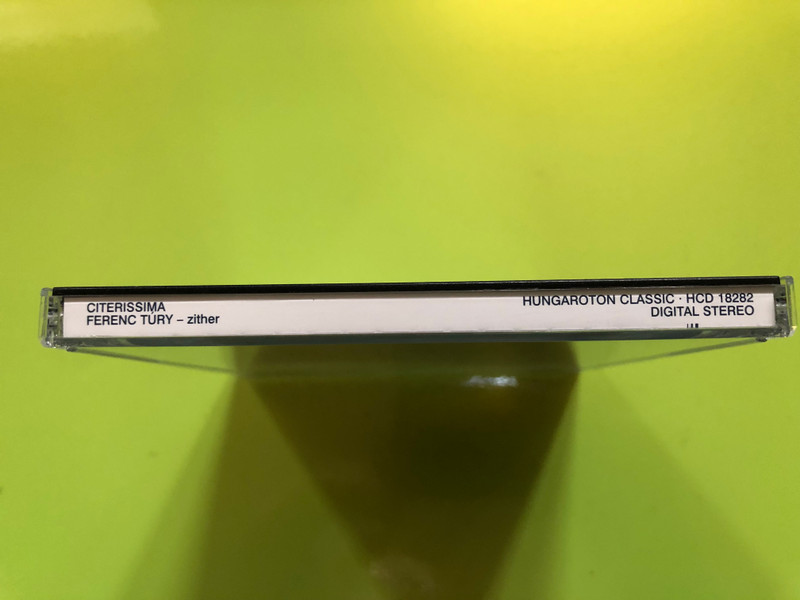 CITERISSIMA
FERENC TÚRY – zither
HUNGAROTON CLASSIC · HCD 18282
DIGITAL STEREO